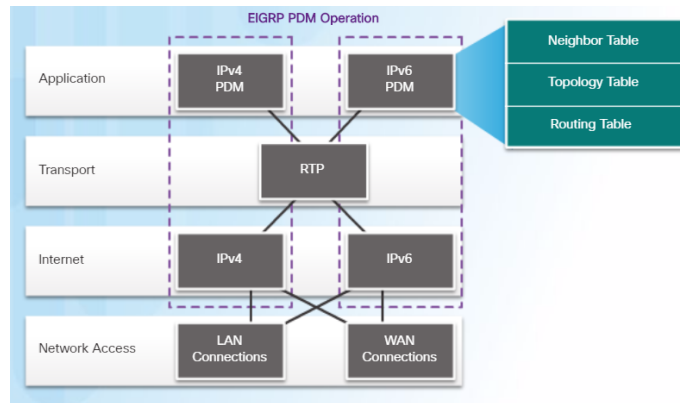 EIGRP PDM Operation
Application
IPv4
PDM
IPv6
PDM
Neighbor Table
Topology Table
Routing Table
Transport
RTP
Internet
IPv4
IPv6
Network Access
LAN
Connections
WAN
Connections